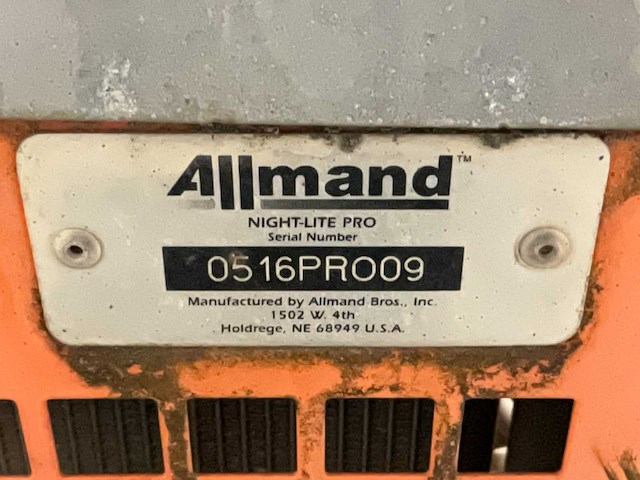 Allmand™
NIGHT-LITE PRO
Serial Number
0516PRO09
Manufactured by Allmand Bros., Inc.
1502 W. 4th
Holdrege, NE 68949 U.S.A.